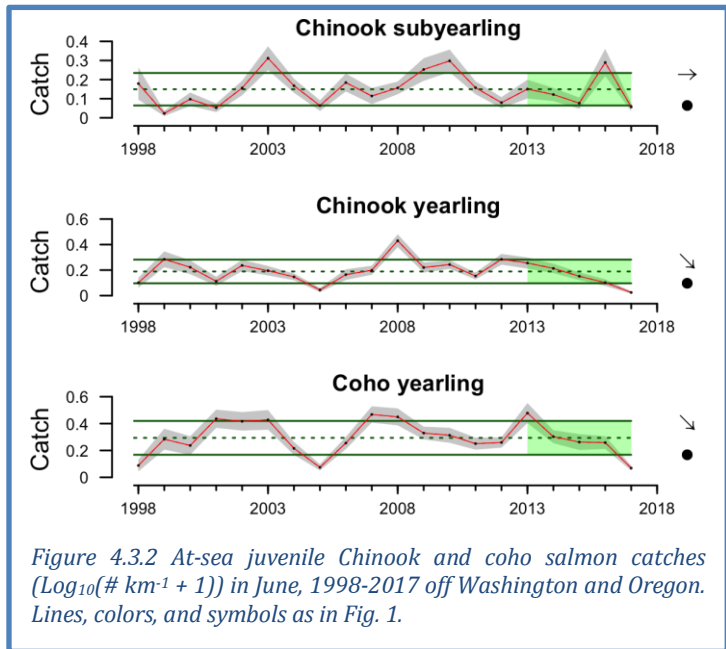 Chinook subyearling
Catch
0.4
0.3
0.2
0.1
0
1998 2003 2008 2013 2018
→
●
Chinook yearling
Catch
0.6
0.4
0.2
0
1998 2003 2008 2013 2018
↘
●
Coho yearling
Catch
0.6
0.4
0.2
0
1998 2003 2008 2013 2018
↘
●
Figure 4.3.2 At-sea juvenile Chinook and coho salmon catches
(Log₁₀(# km⁻¹ + 1)) in June, 1998-2017 off Washington and Oregon.
Lines, colors, and symbols as in Fig. 1.